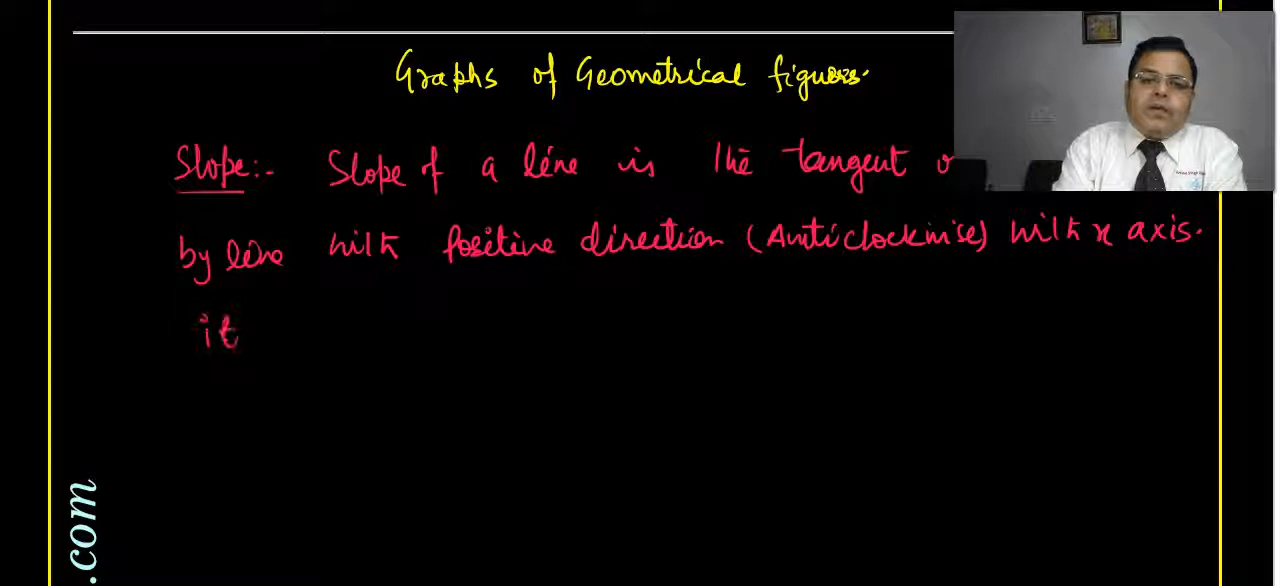 Graphs of Geometrical figures.
Slope:- Slope of a line is the tangent o
by line with positive direction (Anticlockwise) with x axis.
it
.com